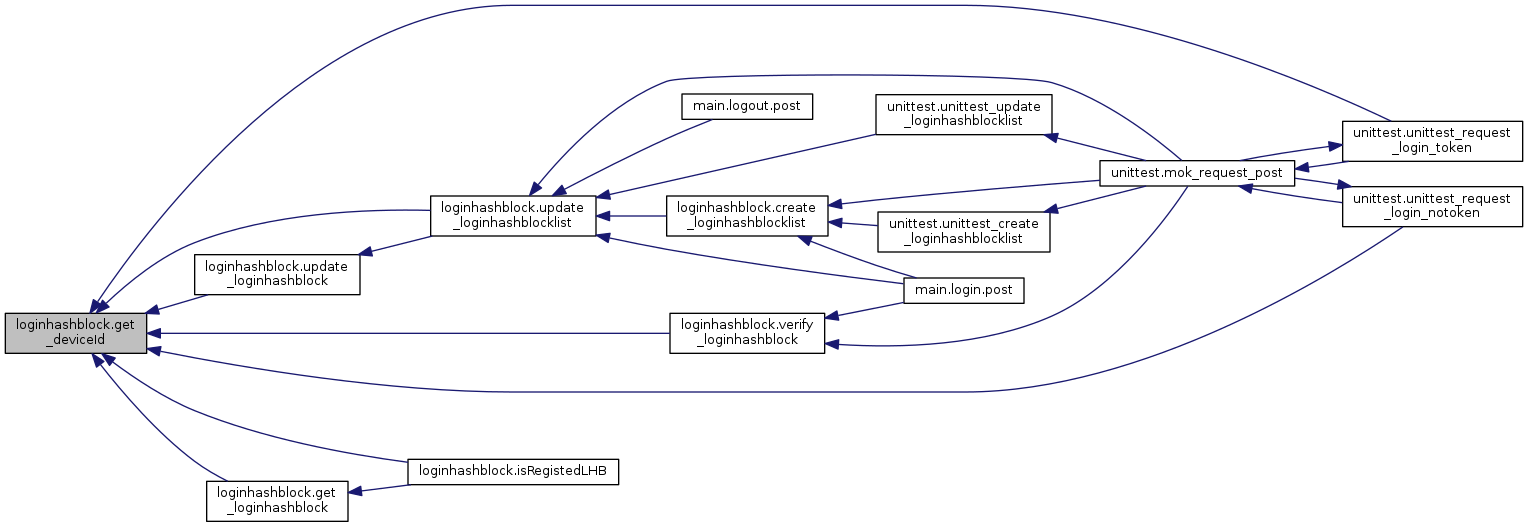 loginhashblock.get
_deviceId
loginhashblock.update
_loginhashblock
loginhashblock.get
_loginhashblock
loginhashblock.update
_loginhashblocklist
loginhashblock.isRegistedLHB
main.logout.post
loginhashblock.create
_loginhashblocklist
loginhashblock.verify
_loginhashblock
unittest.unittest_update
_loginhashblocklist
unittest.unittest_create
_loginhashblocklist
main.login.post
unittest.mok_request_post
unittest.unittest_request
_login_token
unittest.unittest_request
_login_notoken